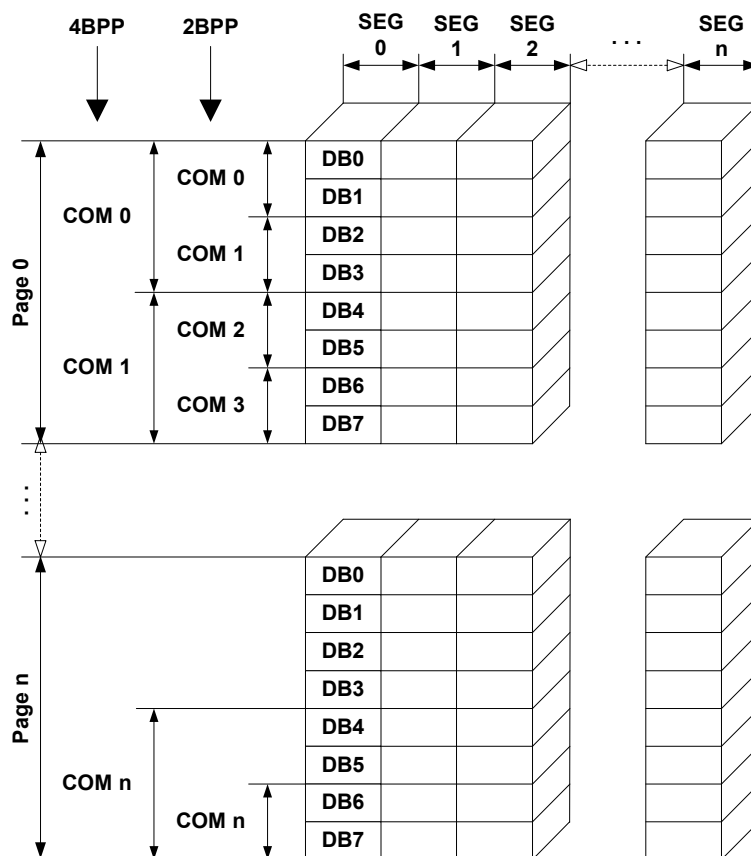 4BPP 2BPP SEG 0 SEG 1 SEG 2 . . . SEG n
Page 0
COM 0
COM 1
COM 0
COM 1
COM 2
COM 3
DB0
DB1
DB2
DB3
DB4
DB5
DB6
DB7
. . .
Page n
COM n
COM n
DB0
DB1
DB2
DB3
DB4
DB5
DB6
DB7